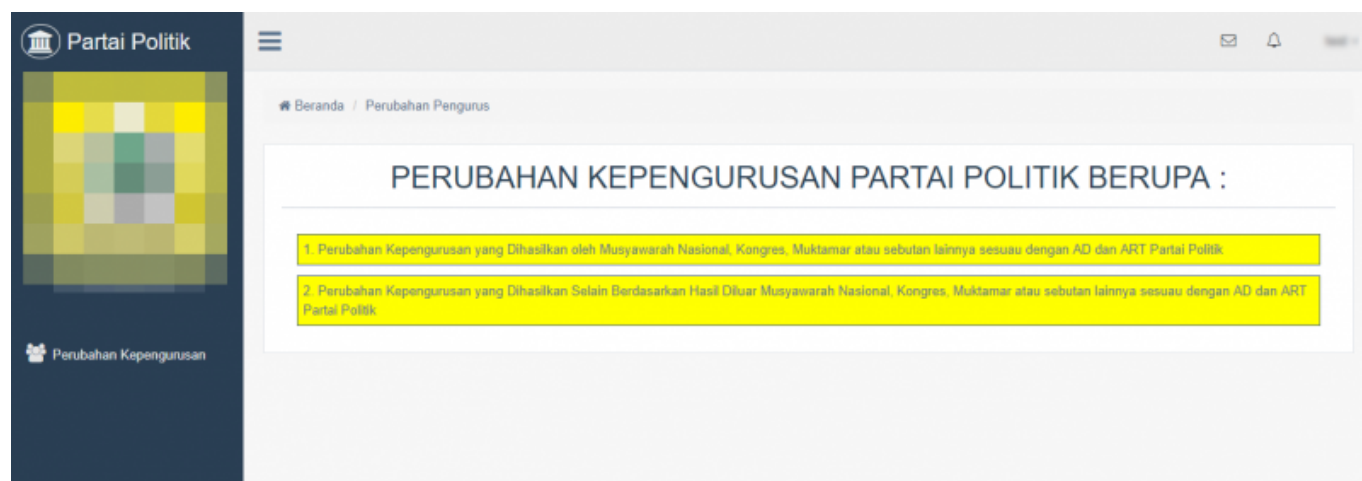 Partai Politik
Beranda / Perubahan Pengurus
PERUBAHAN KEPENGURUSAN PARTAI POLITIK BERUPA :
1. Perubahan Kepengurusan yang Dihasilkan oleh Musyawarah Nasional, Kongres, Muktamar atau sebutan lainnya sesuau dengan AD dan ART Partai Politik
2. Perubahan Kepengurusan yang Dihasilkan Selain Berdasarkan Hasil Diluar Musyawarah Nasional, Kongres, Muktamar atau sebutan lainnya sesuau dengan AD dan ART
Partai Politik
Perubahan Kepengurusan